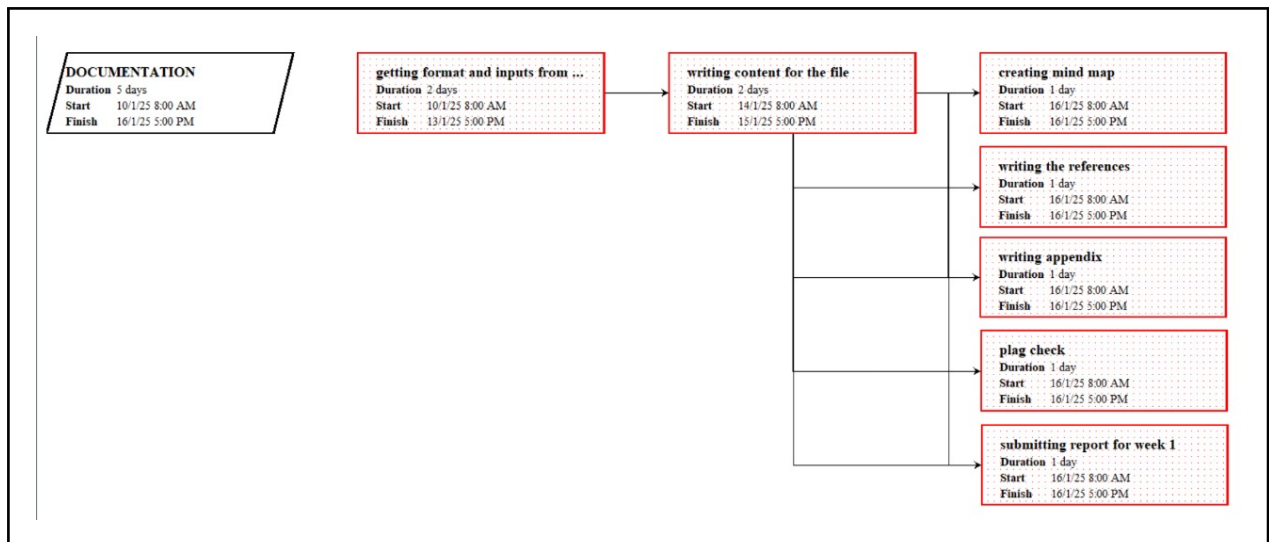 DOCUMENTATION
Duration 5 days
Start 10/1/25 8:00 AM
Finish 16/1/25 5:00 PM
getting format and inputs from ...
Duration 2 days
Start 10/1/25 8:00 AM
Finish 13/1/25 5:00 PM
writing content for the file
Duration 2 days
Start 14/1/25 8:00 AM
Finish 15/1/25 5:00 PM
creating mind map
Duration 1 day
Start 16/1/25 8:00 AM
Finish 16/1/25 5:00 PM
writing the references
Duration 1 day
Start 16/1/25 8:00 AM
Finish 16/1/25 5:00 PM
writing appendix
Duration 1 day
Start 16/1/25 8:00 AM
Finish 16/1/25 5:00 PM
plag check
Duration 1 day
Start 16/1/25 8:00 AM
Finish 16/1/25 5:00 PM
submitting report for week 1
Duration 1 day
Start 16/1/25 8:00 AM
Finish 16/1/25 5:00 PM